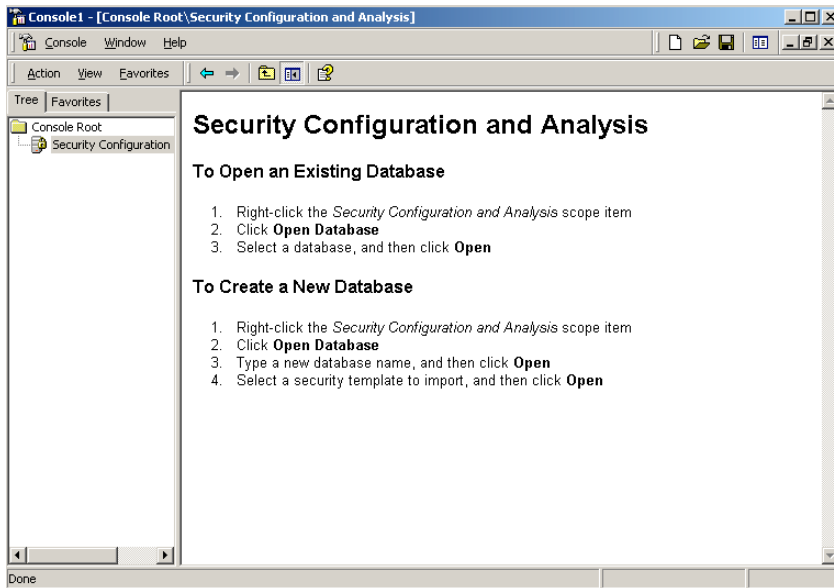 Console1 - [Console Root\Security Configuration and Analysis]
Console Window Help
Action View Favorites
Tree Favorites
Console Root
Security Configuration
Security Configuration and Analysis
To Open an Existing Database
1. Right-click the Security Configuration and Analysis scope item
2. Click Open Database
3. Select a database, and then click Open
To Create a New Database
1. Right-click the Security Configuration and Analysis scope item
2. Click Open Database
3. Type a new database name, and then click Open
4. Select a security template to import, and then click Open
Done